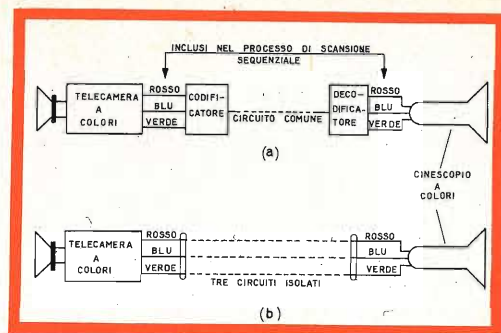 INCLUSI NEL PROCESSO DI SCANSIONE
SEQUENZIALE
TELECAMERA
A
COLORI
ROSSO
BLU
VERDE
CODIFI-
CATORE
CIRCUITO COMUNE
DECO-
DIFICA-
TORE
ROSSO
BLU
VERDE
(a)
CINESCOPIO
A
COLORI
TELECAMERA
A
COLORI
ROSSO
BLU
VERDE
TRE CIRCUITI ISOLATI
ROSSO
BLU
VERDE
(b)